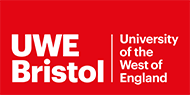 UWE
Bristol
University
of the
West of
England